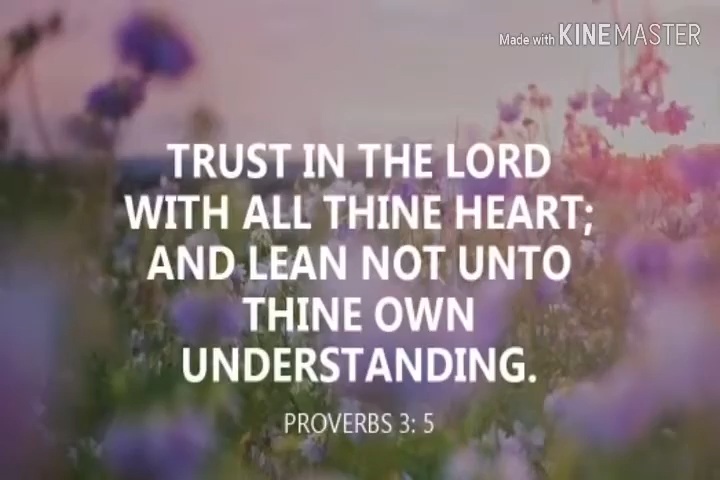 Made with KINEMASTER
TRUST IN THE LORD
WITH ALL THINE HEART;
AND LEAN NOT UNTO
THINE OWN
UNDERSTANDING.
PROVERBS 3: 5